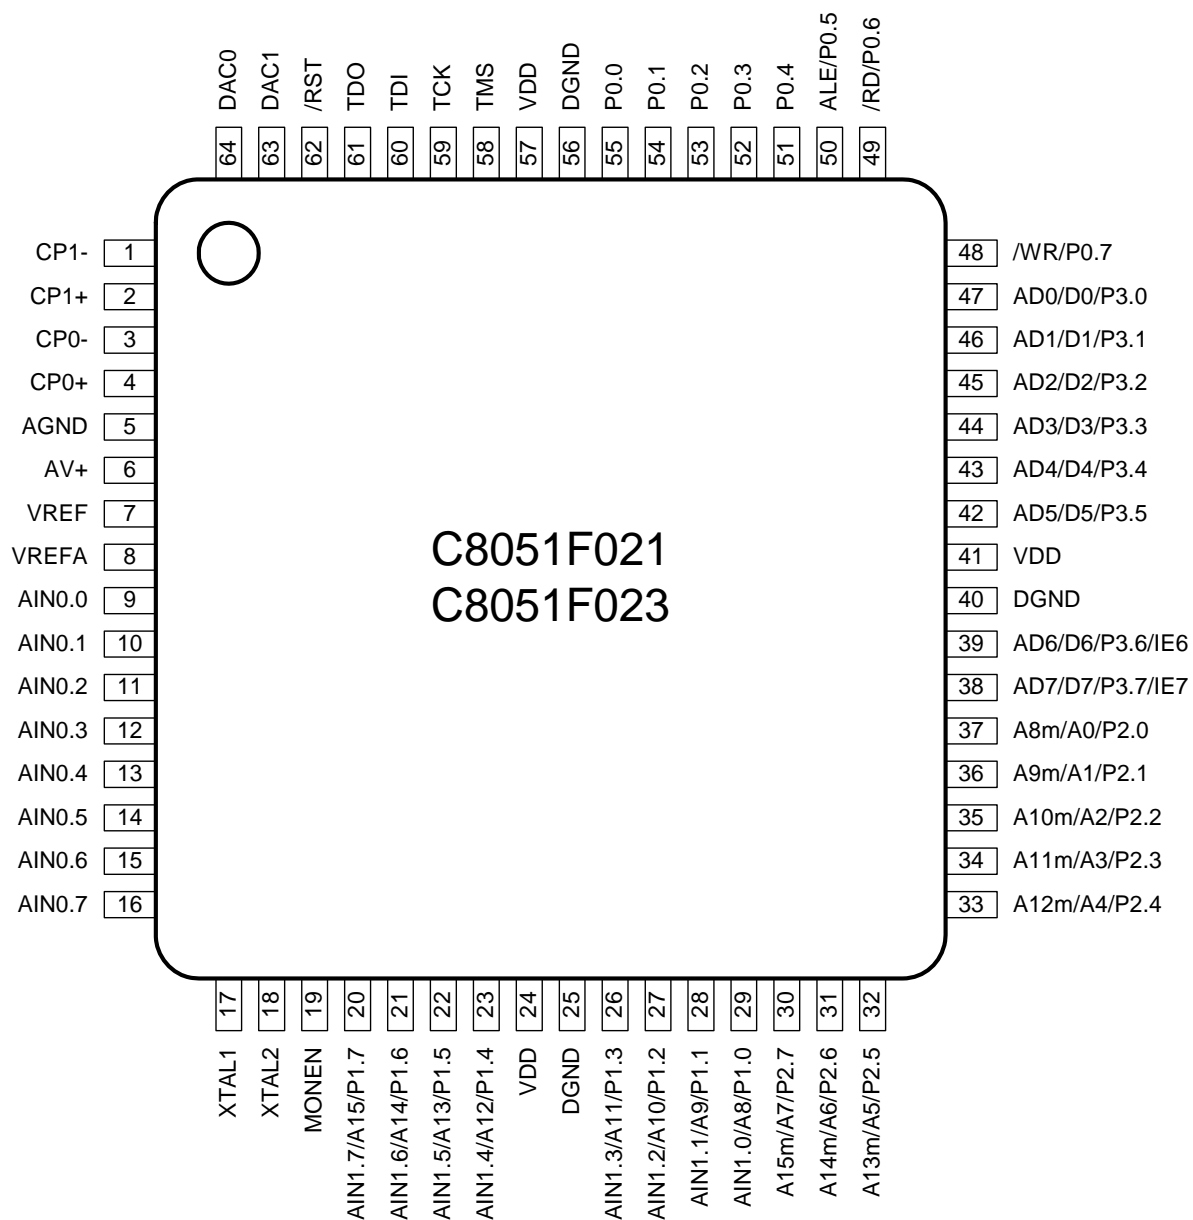 DAC0
DAC1
/RST
TDO
TDI
TCK
TMS
VDD
DGND
P0.0
P0.1
P0.2
P0.3
P0.4
ALE/P0.5
/RD/P0.6
64
63
62
61
60
59
58
57
56
55
54
53
52
51
50
49
CP1- 1
CP1+ 2
CP0- 3
CP0+ 4
AGND 5
AV+ 6
VREF 7
VREFA 8
AIN0.0 9
AIN0.1 10
AIN0.2 11
AIN0.3 12
AIN0.4 13
AIN0.5 14
AIN0.6 15
AIN0.7 16
C8051F021
C8051F023
48 /WR/P0.7
47 AD0/D0/P3.0
46 AD1/D1/P3.1
45 AD2/D2/P3.2
44 AD3/D3/P3.3
43 AD4/D4/P3.4
42 AD5/D5/P3.5
41 VDD
40 DGND
39 AD6/D6/P3.6/IE6
38 AD7/D7/P3.7/IE7
37 A8m/A0/P2.0
36 A9m/A1/P2.1
35 A10m/A2/P2.2
34 A11m/A3/P2.3
33 A12m/A4/P2.4
17
18
19
20
21
22
23
24
25
26
27
28
29
30
31
32
XTAL1
XTAL2
MONEN
AIN1.7/A15/P1.7
AIN1.6/A14/P1.6
AIN1.5/A13/P1.5
AIN1.4/A12/P1.4
VDD
DGND
AIN1.3/A11/P1.3
AIN1.2/A10/P1.2
AIN1.1/A9/P1.1
AIN1.0/A8/P1.0
A15m/A7/P2.7
A14m/A6/P2.6
A13m/A5/P2.5